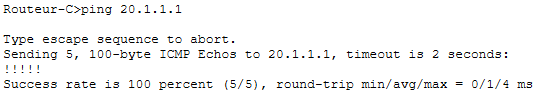 Routeur-C>ping 20.1.1.1
Type escape sequence to abort.
Sending 5, 100-byte ICMP Echos to 20.1.1.1, timeout is 2 seconds:
!!!!!
Success rate is 100 percent (5/5), round-trip min/avg/max = 0/1/4 ms